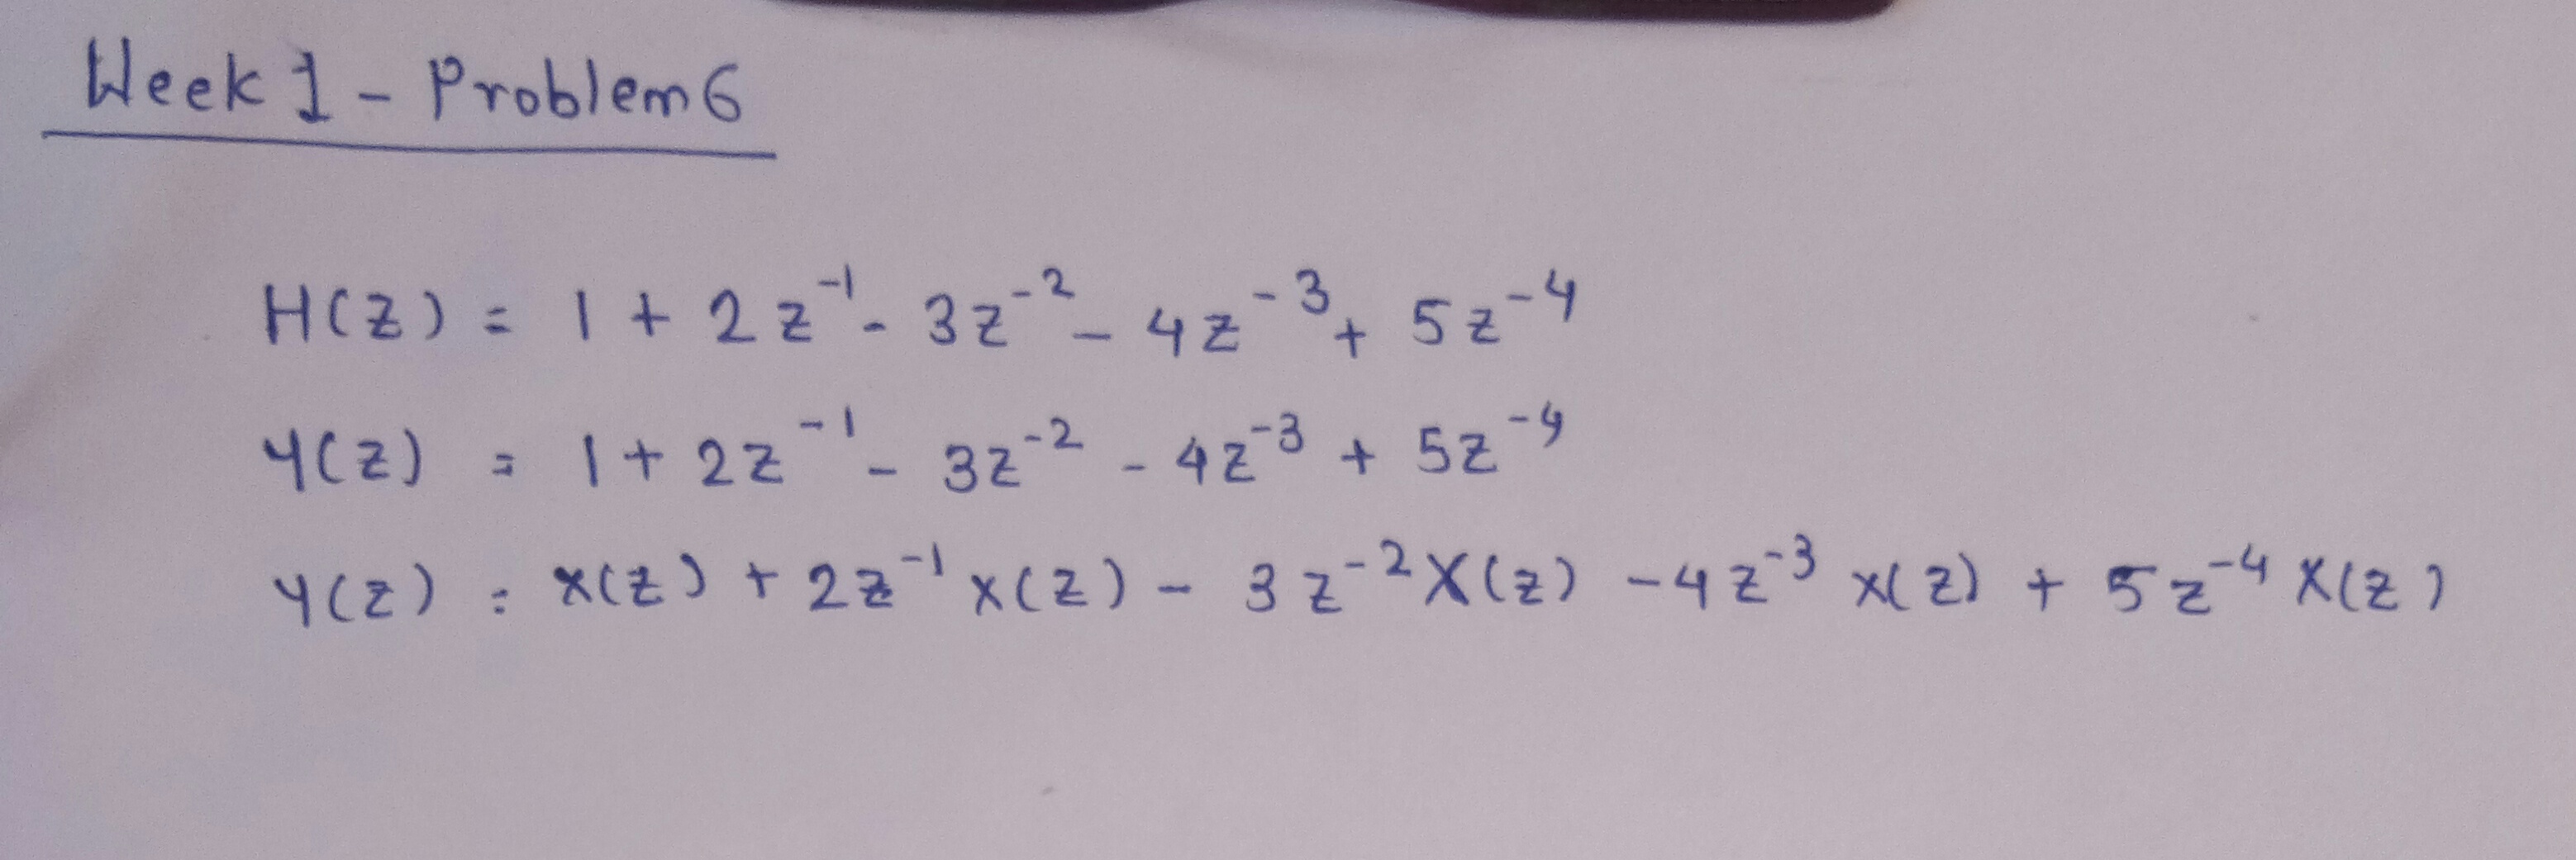 Week 1 - Problem 6
H(z) = 1 + 2z⁻¹ - 3z⁻² - 4z⁻³ + 5z⁻⁴
Y(z) = 1 + 2z⁻¹ - 3z⁻² - 4z⁻³ + 5z⁻⁴
Y(z) = X(z) + 2z⁻¹ X(z) - 3z⁻² X(z) - 4z⁻³ X(z) + 5z⁻⁴ X(z)